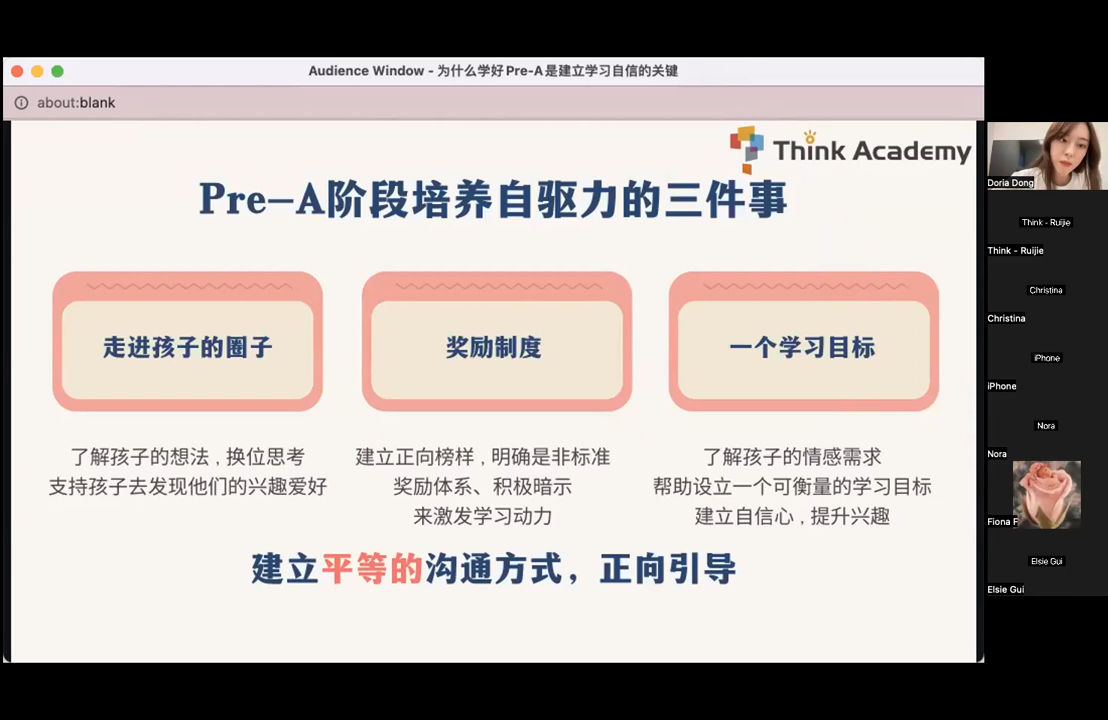 Audience Window - 为什么学好Pre-A是建立学习自信的关键
about:blank
Think Academy
Pre-A阶段培养自驱力的三件事
走进孩子的圈子
奖励制度
一个学习目标
了解孩子的想法，换位思考
支持孩子去发现他们的兴趣爱好
建立正向榜样，明确是非标准
奖励体系、积极暗示
来激发学习动力
了解孩子的情感需求
帮助设立一个可衡量的学习目标
建立自信心，提升兴趣
建立平等的沟通方式，正向引导
Doria Dong
Think - Ruijie
Think - Ruijie
Christina
Christina
iPhone
iPhone
Nora
Nora
Fiona F
Elsie Gui
Elsie Gui